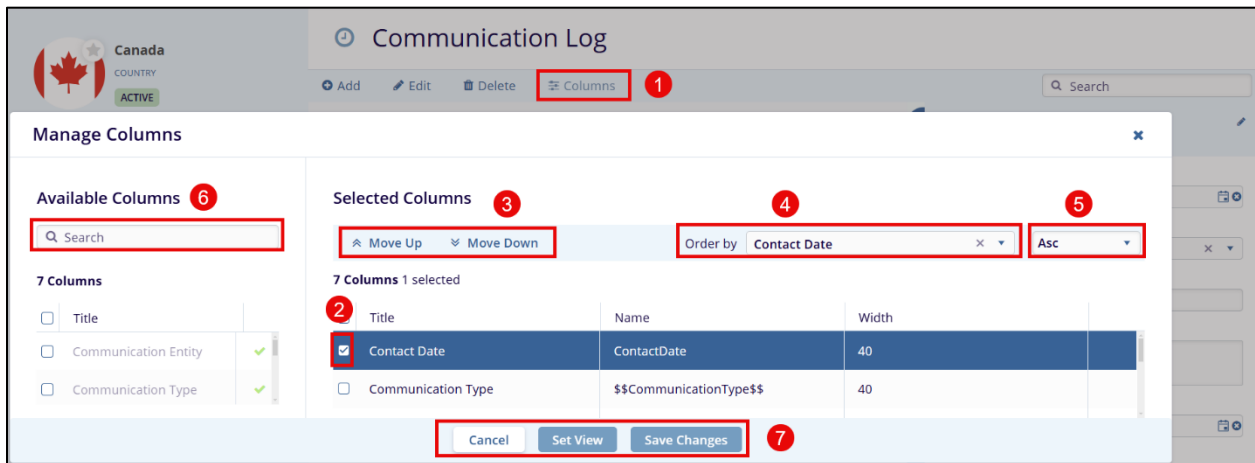 Canada
COUNTRY
ACTIVE
Communication Log
Add Edit Delete Columns 1 Search
Manage Columns
Available Columns 6
Search
7 Columns
Title
Communication Entity
Communication Type
Selected Columns 3 4 5
Move Up Move Down Order by Contact Date Asc
7 Columns 1 selected
2 Title Name Width
Contact Date ContactDate 40
Communication Type $$CommunicationType$$ 40
Cancel Set View Save Changes 7